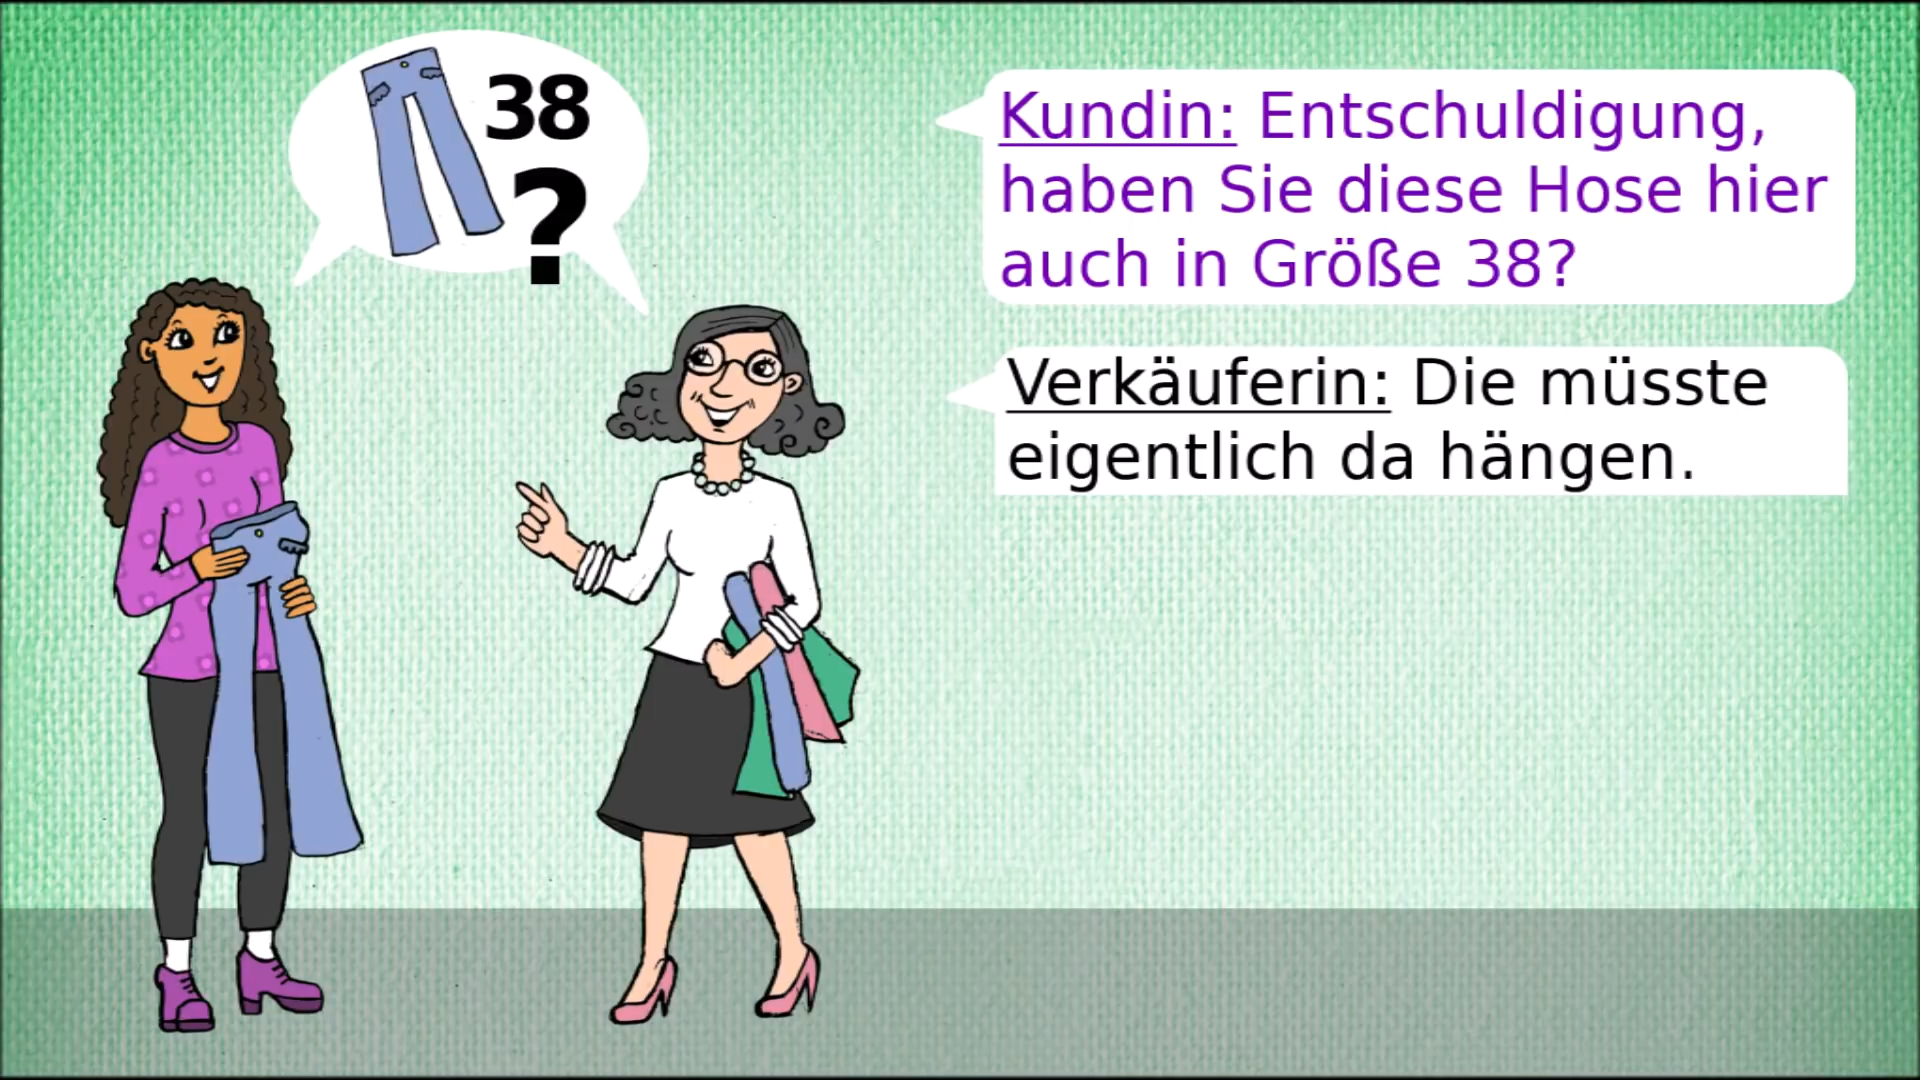 38
?
Kundin: Entschuldigung,
haben Sie diese Hose hier
auch in Größe 38?
Verkäuferin: Die müsste
eigentlich da hängen.